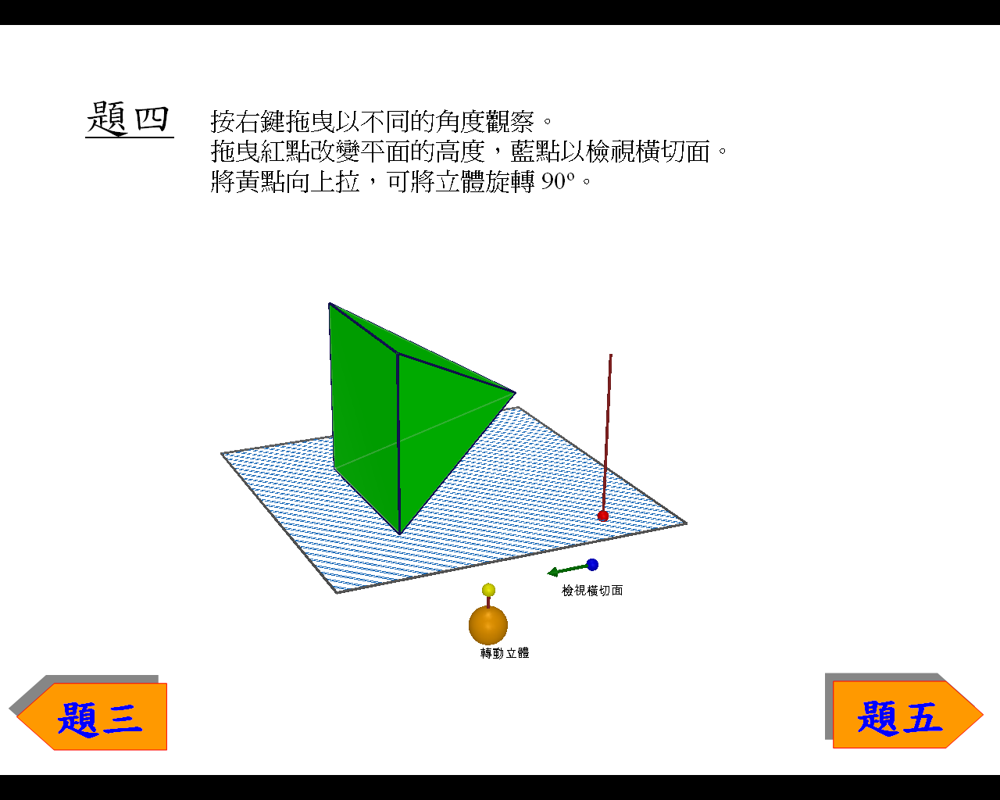 題四
按右鍵拖曳以不同的角度觀察。
拖曳紅點改變平面的高度，藍點以檢視橫切面。
將黃點向上拉，可將立體旋轉 90º。
檢視橫切面
轉動立體
題三
題五